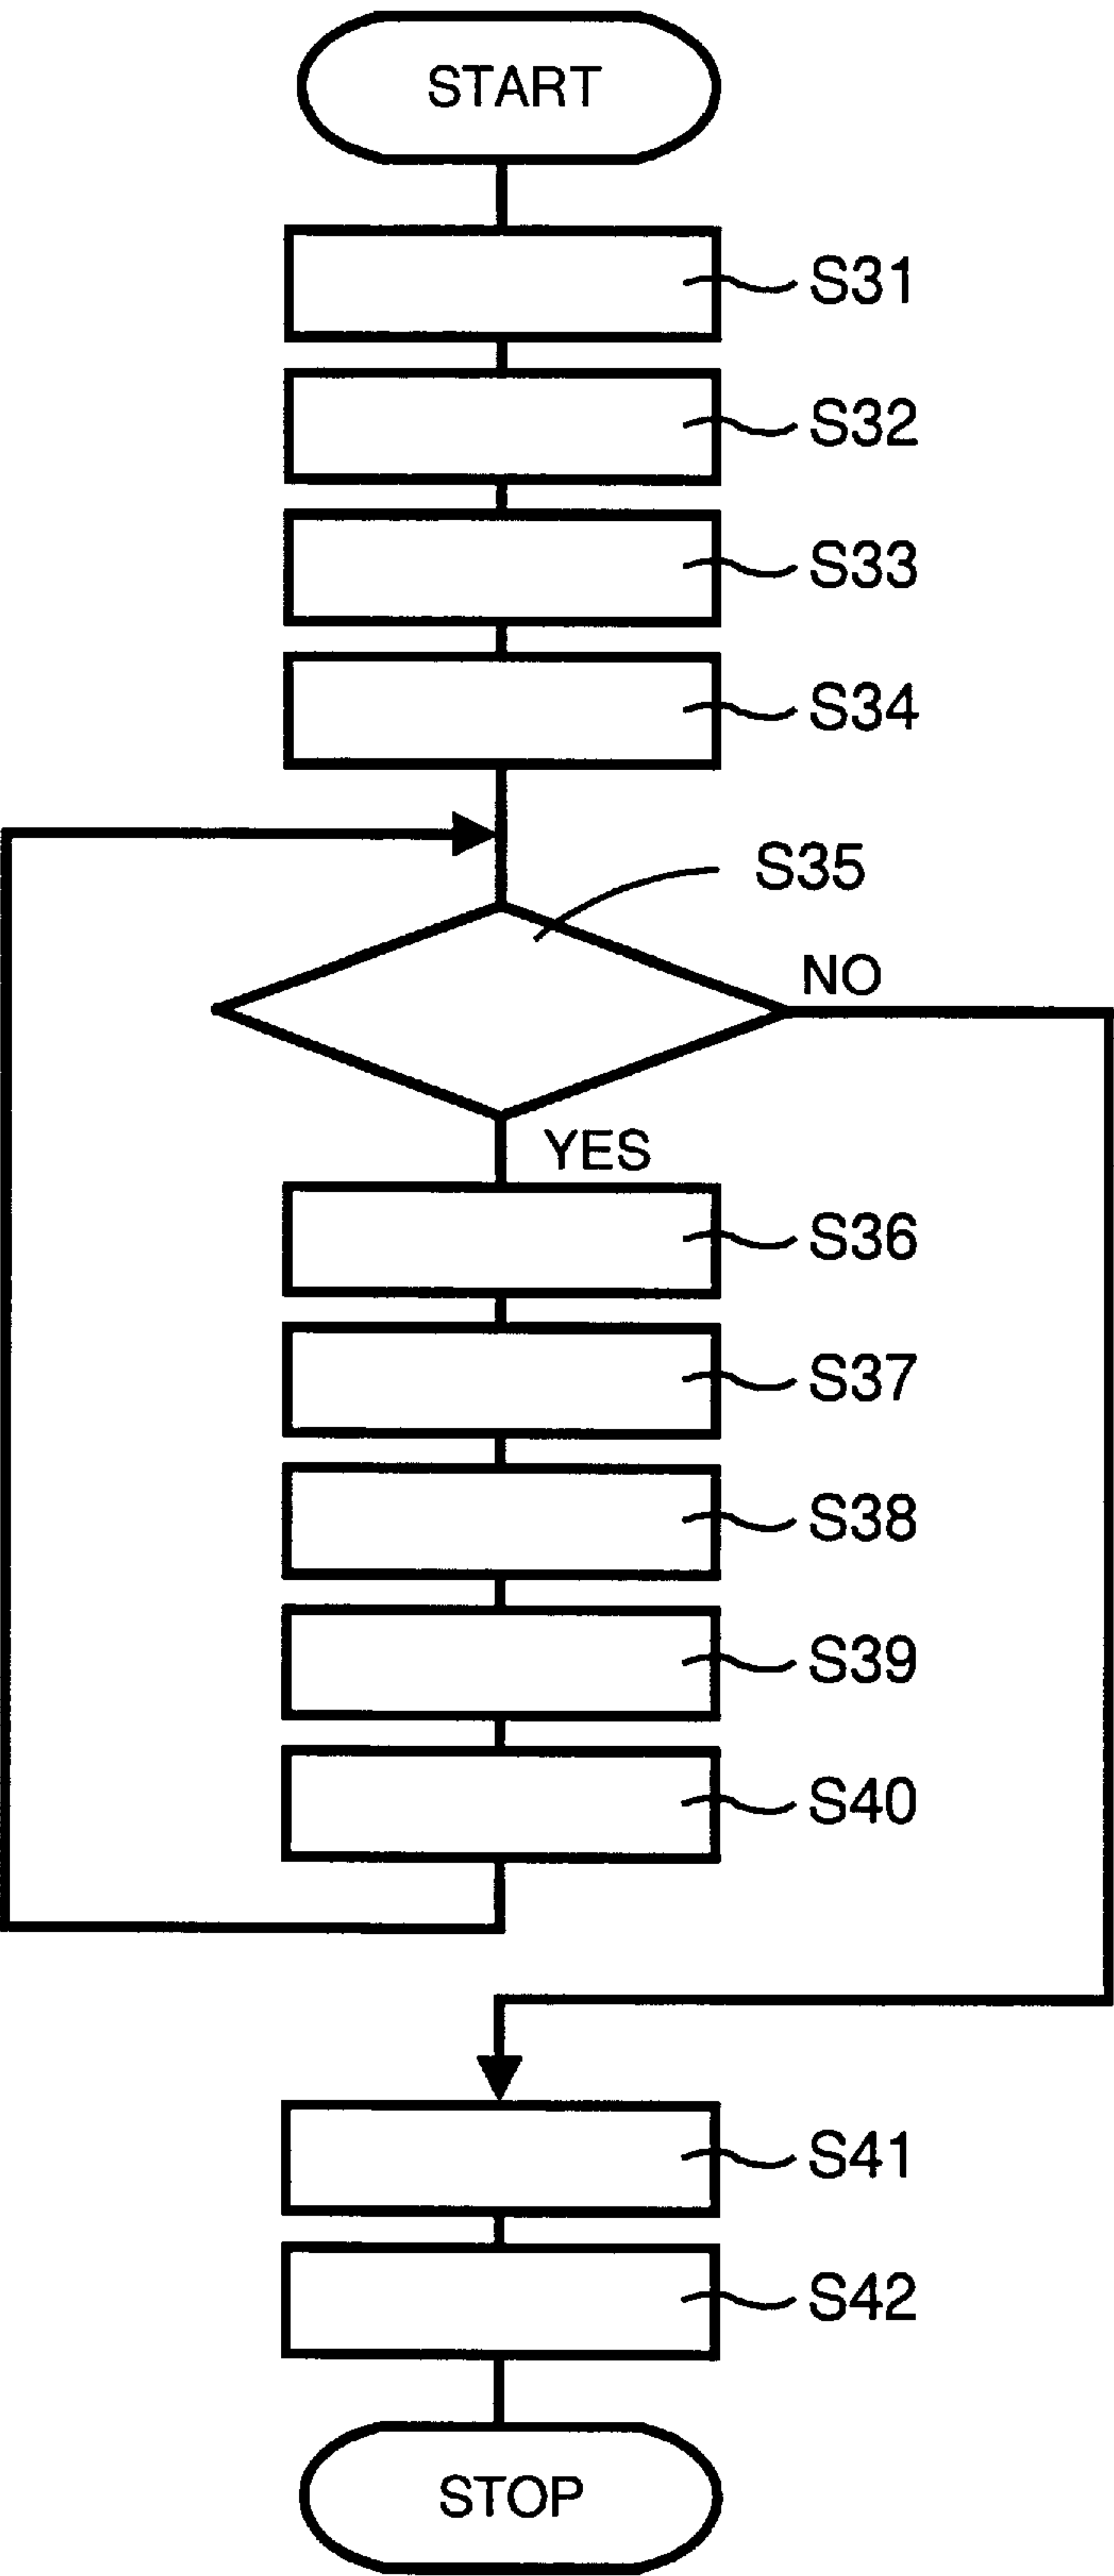 START
S31
S32
S33
S34
S35
NO
YES
S36
S37
S38
S39
S40
S41
S42
STOP